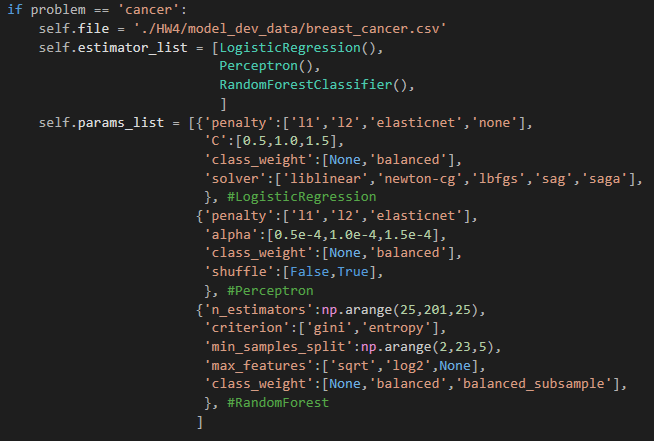 if problem == 'cancer':
    self.file = './HW4/model_dev_data/breast_cancer.csv'
    self.estimator_list = [LogisticRegression(),
                           Perceptron(),
                           RandomForestClassifier(),
                           ]
    self.params_list = [{'penalty':['l1','l2','elasticnet','none'],
                         'C':[0.5,1.0,1.5],
                         'class_weight':[None,'balanced'],
                         'solver':['liblinear','newton-cg','lbfgs','sag','saga'],
                         }, #LogisticRegression
                        {'penalty':['l1','l2','elasticnet'],
                         'alpha':[0.5e-4,1.0e-4,1.5e-4],
                         'class_weight':[None,'balanced'],
                         'shuffle':[False,True],
                         }, #Perceptron
                        {'n_estimators':np.arange(25,201,25),
                         'criterion':['gini','entropy'],
                         'min_samples_split':np.arange(2,23,5),
                         'max_features':['sqrt','log2',None],
                         'class_weight':[None,'balanced','balanced_subsample'],
                         }, #RandomForest
                        ]